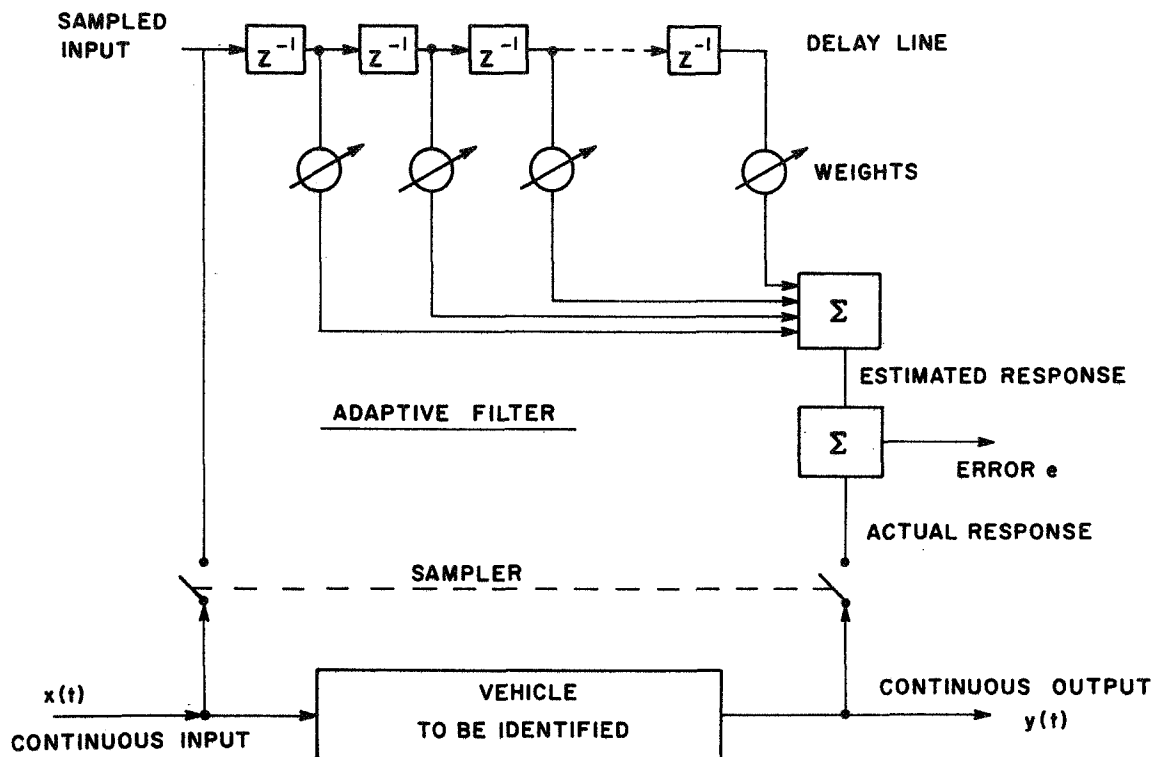 SAMPLED
INPUT
Z⁻¹
Z⁻¹
Z⁻¹
Z⁻¹
DELAY LINE
WEIGHTS
Σ
ESTIMATED RESPONSE
ADAPTIVE FILTER
Σ
ERROR e
ACTUAL RESPONSE
SAMPLER
x(t)
CONTINUOUS INPUT
VEHICLE
TO BE IDENTIFIED
CONTINUOUS OUTPUT
y(t)